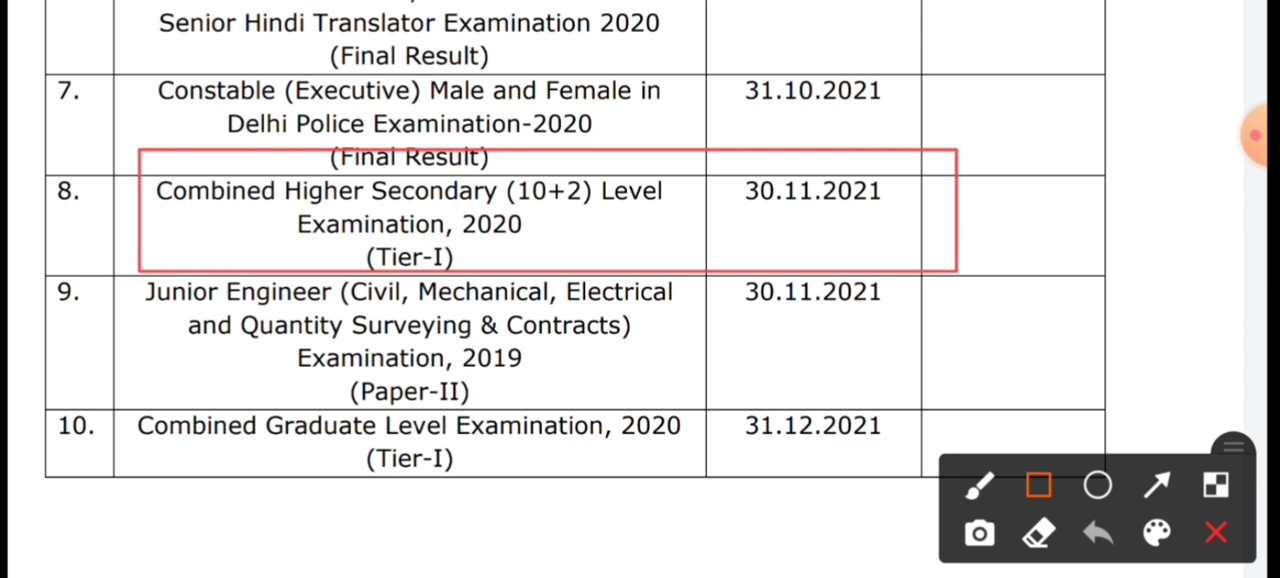 Senior Hindi Translator Examination 2020
(Final Result)
7.
Constable (Executive) Male and Female in
Delhi Police Examination-2020
(Final Result)
31.10.2021
8.
Combined Higher Secondary (10+2) Level
Examination, 2020
(Tier-I)
30.11.2021
9.
Junior Engineer (Civil, Mechanical, Electrical
and Quantity Surveying & Contracts)
Examination, 2019
(Paper-II)
30.11.2021
10.
Combined Graduate Level Examination, 2020
(Tier-I)
31.12.2021